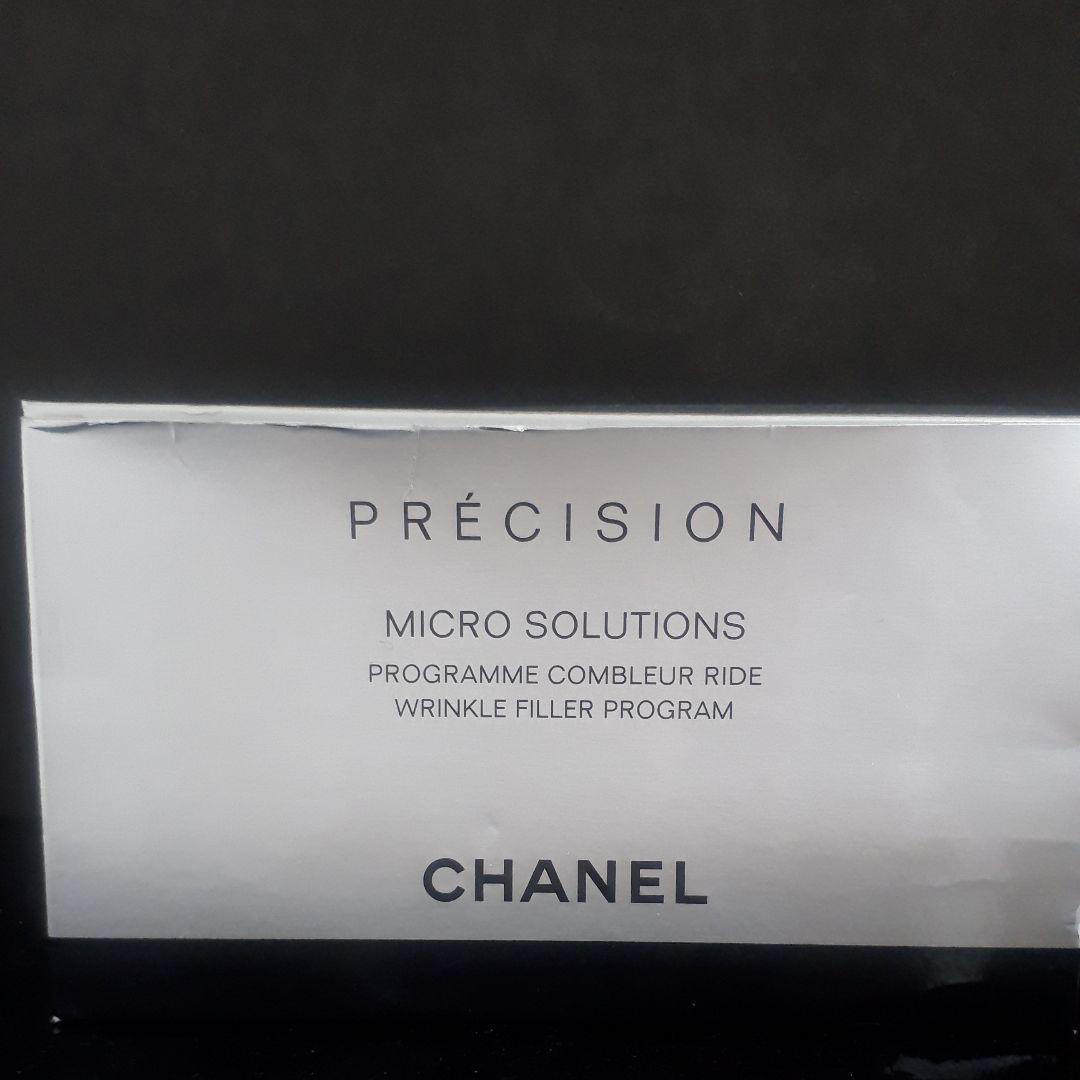 PRÉCISION
MICRO SOLUTIONS
PROGRAMME COMBLEUR RIDE
WRINKLE FILLER PROGRAM
CHANEL